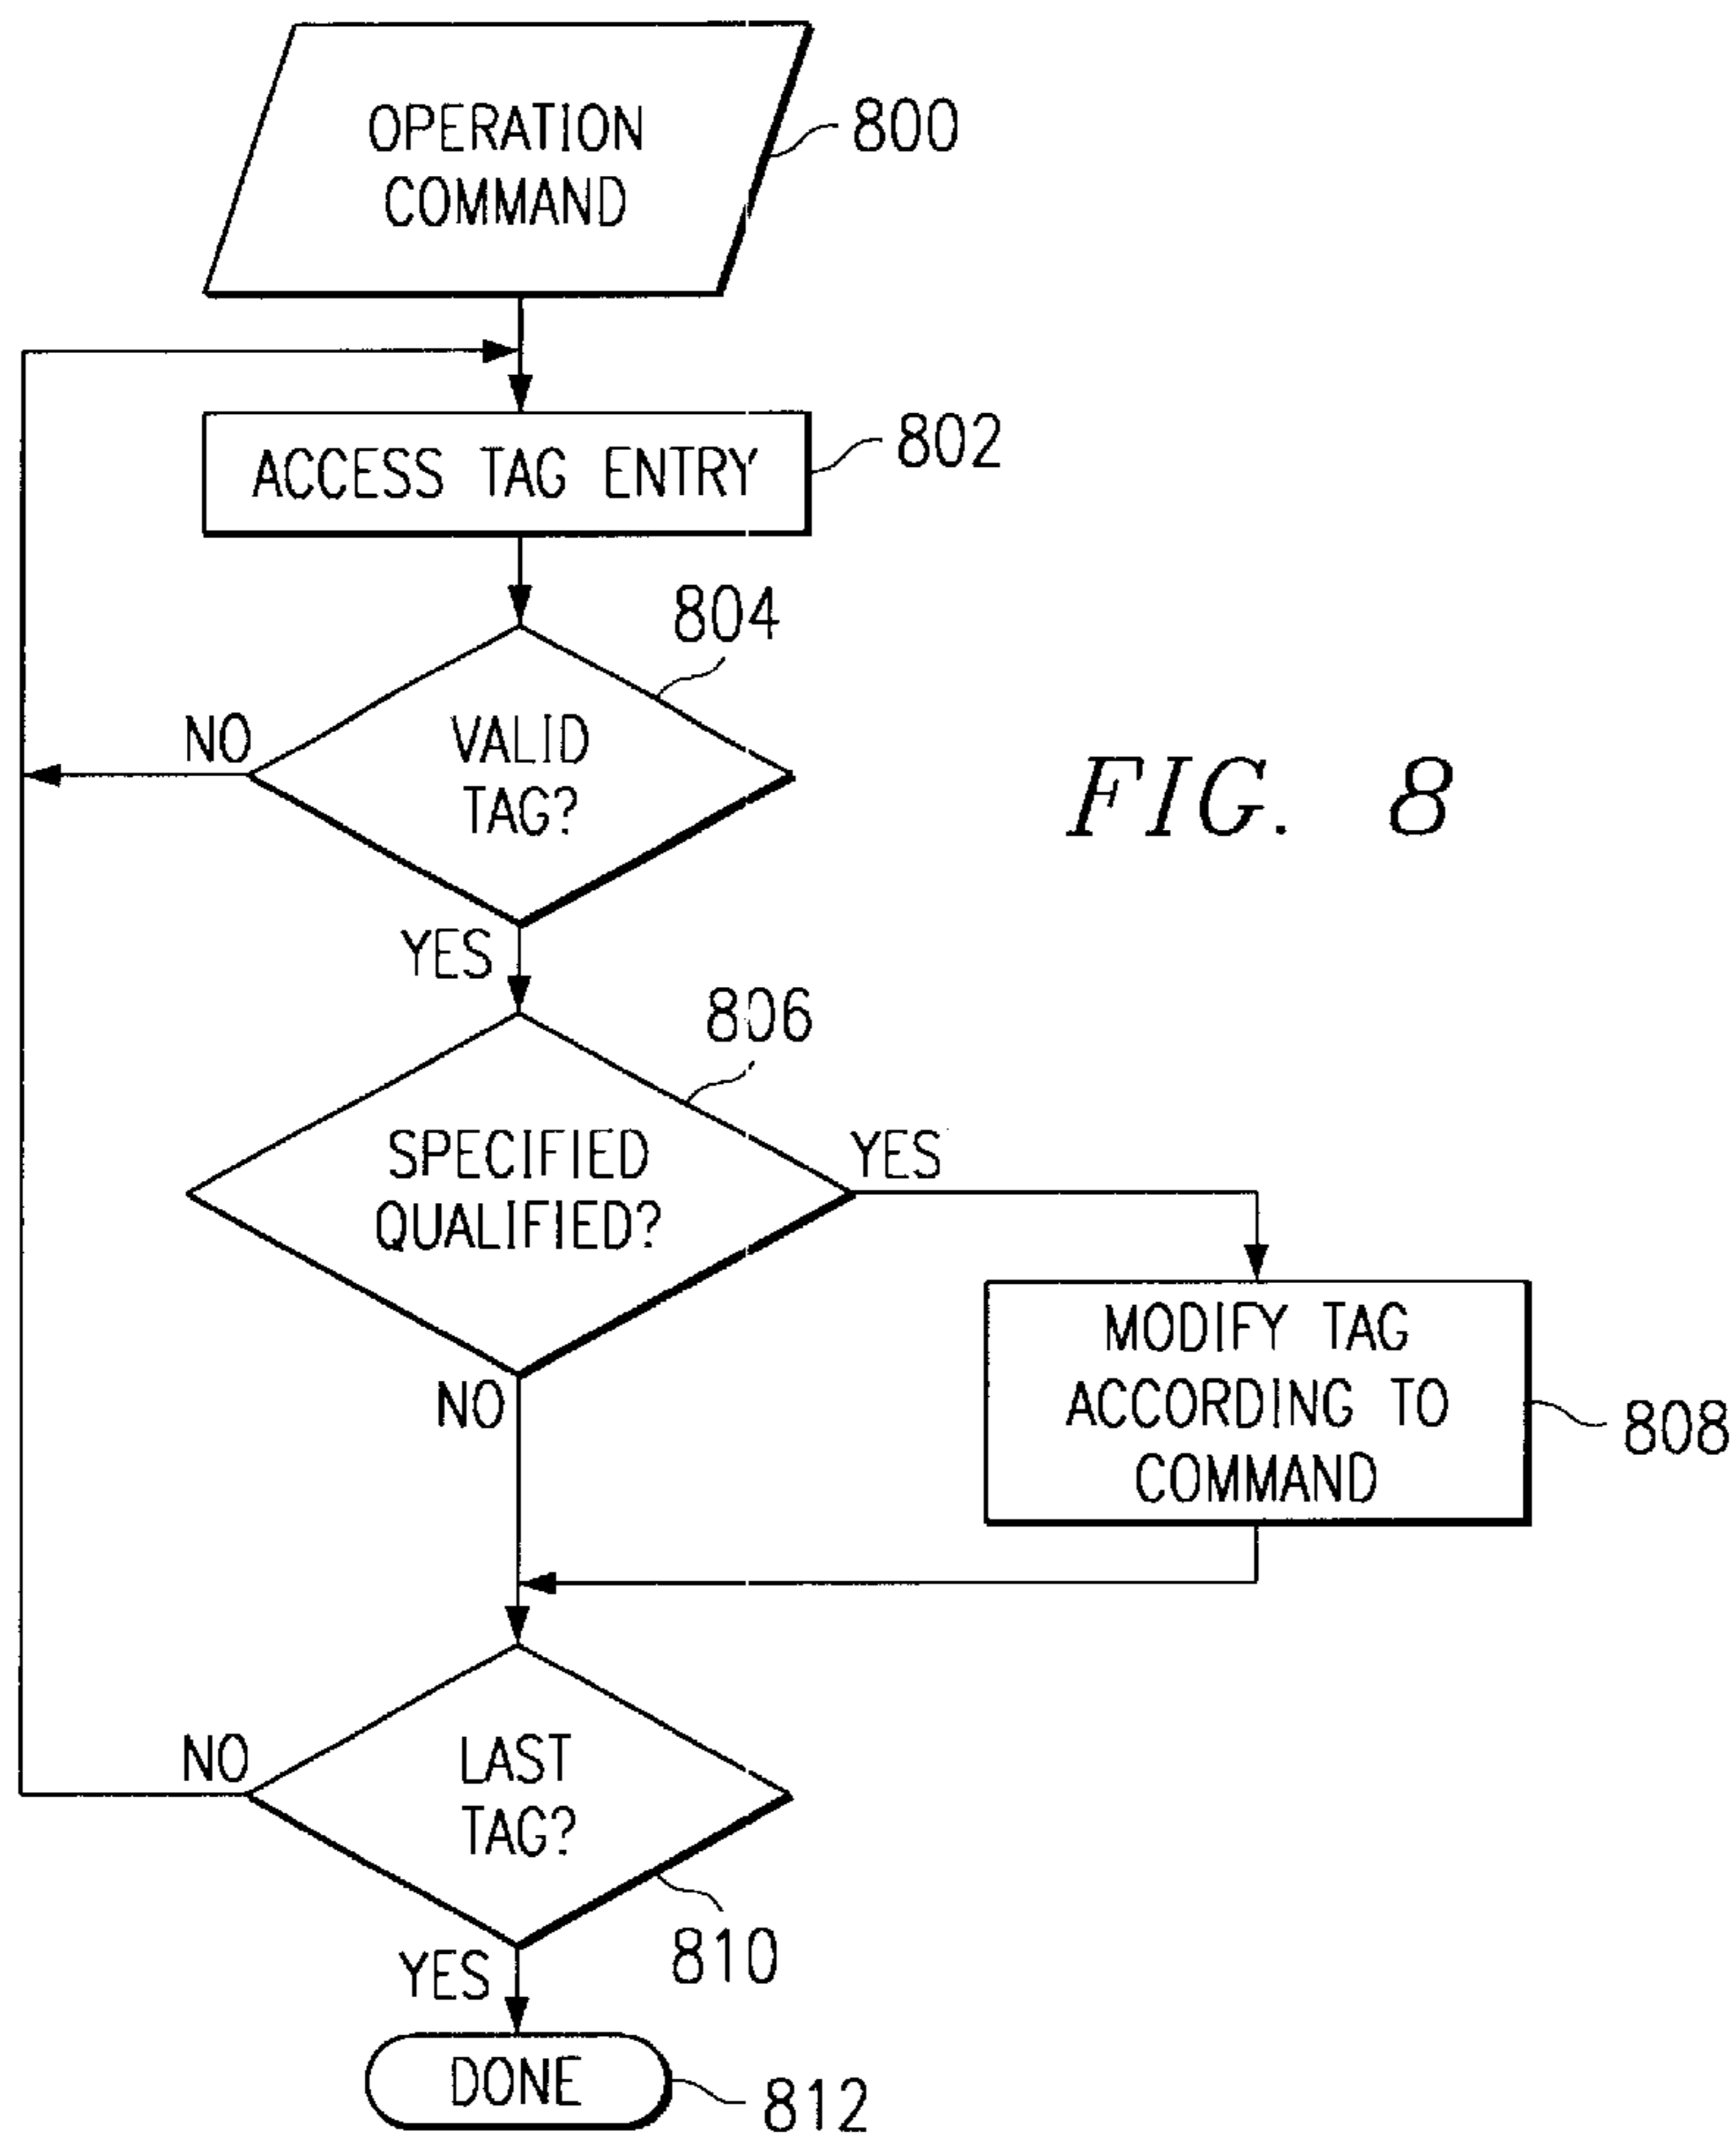 OPERATION
COMMAND
800
ACCESS TAG ENTRY
802
804
VALID
TAG?
NO
YES
FIG. 8
806
SPECIFIED
QUALIFIED?
YES
NO
MODIFY TAG
ACCORDING TO
COMMAND
808
LAST
TAG?
NO
810
YES
DONE
812